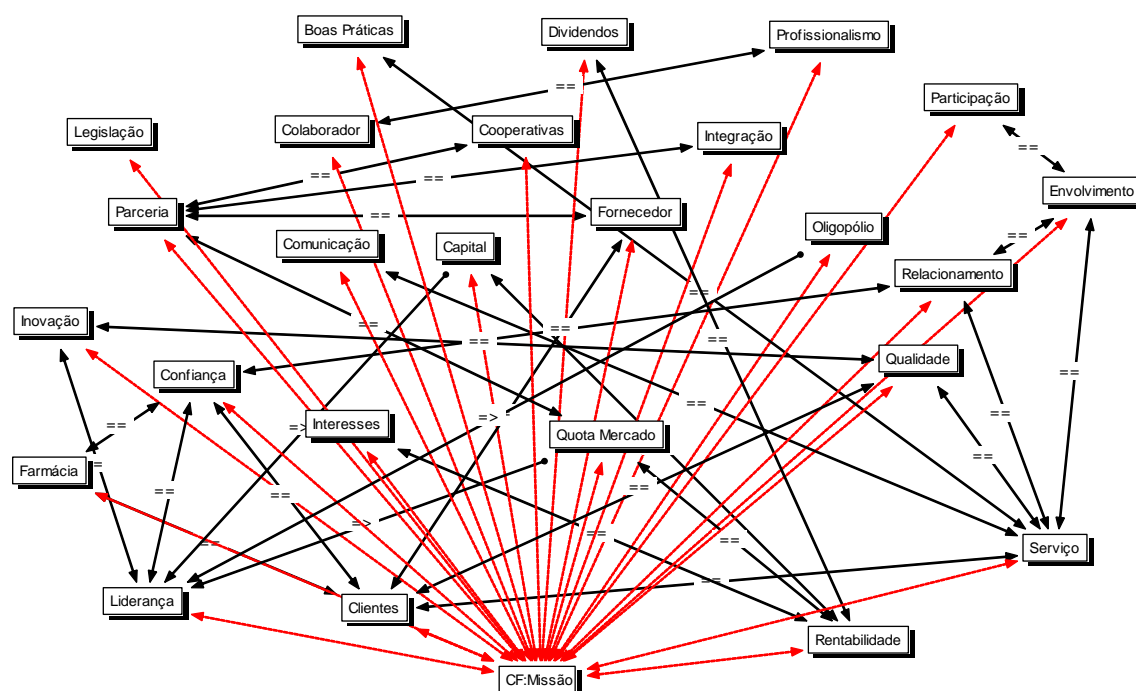 Boas Práticas
Dividendos
Profissionalismo
==
Participação
Legislação
Colaborador
Cooperativas
Integração
==
==
==
Envolvimento
Parceria
==
Fornecedor
Oligopólio
Comunicação
Capital
==
Relacionamento
Inovação
==
==
==
==
==
Qualidade
Confiança
==
==
Interesses
=>
=>
Quota Mercado
==
==
Farmácia
=
==
==
==
==
==
=>
==
==
Serviço
==
Liderança
Clientes
==
Rentabilidade
CF:Missão